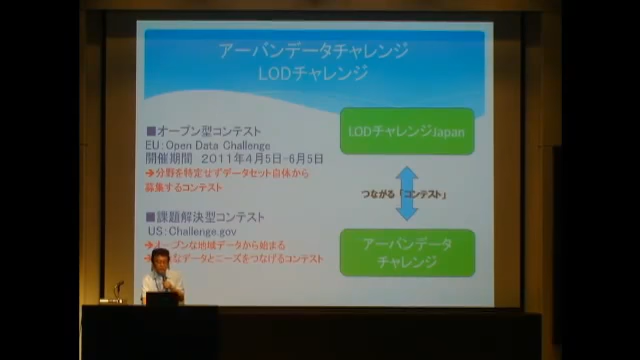 アーバンデータチャレンジ
LODチャレンジ
■オープン型コンテスト
EU：Open Data Challenge
開催期間　2011年4月5日-6月5日
➔分野を特定せずデータセット自体から
募集するコンテスト
■課題解決型コンテスト
US：Challenge.gov
➔オープンな地域データから始まる
なデータとニーズをつなげるコンテスト
LODチャレンジJapan
つながる「コンテスト」
アーバンデータ
チャレンジ